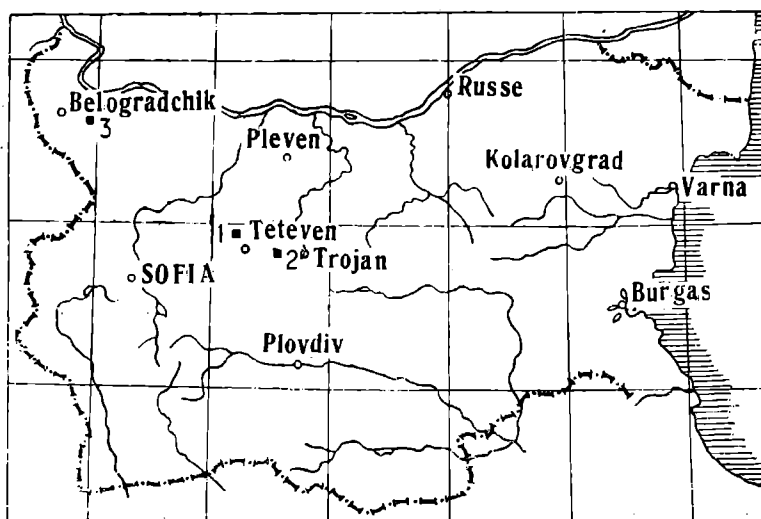 Russe
Belogradchik
3
Pleven
Kolarovgrad
Varna
1 Teteven
2 Trojan
SOFIA
Burgas
Plovdiv